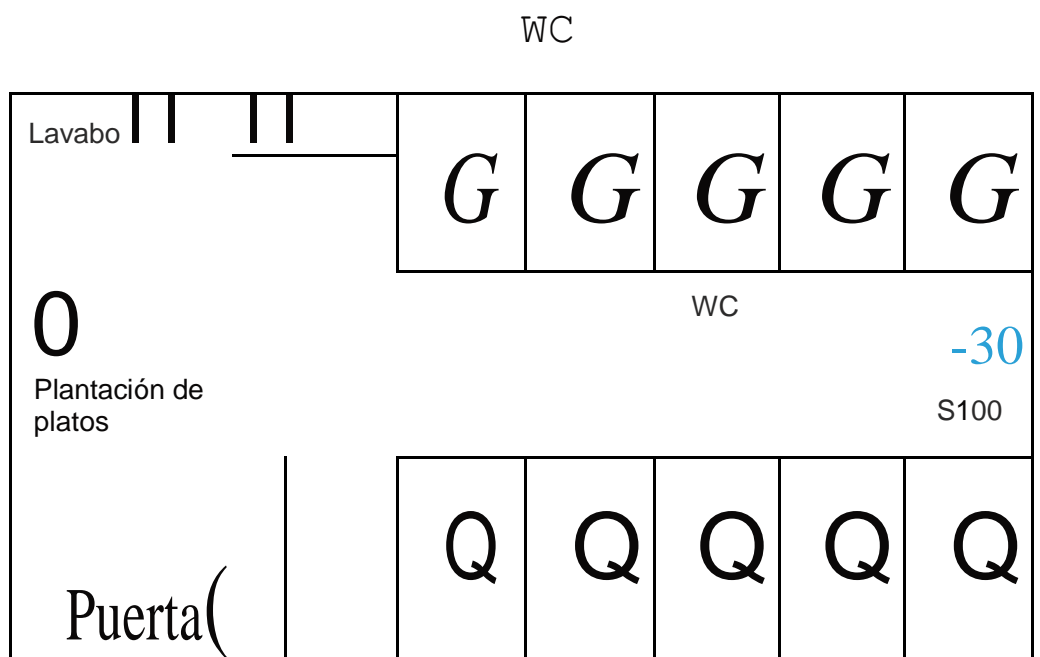 WC
Lavabo
G G G G G
WC
0
-30
Plantación de
platos
S100
Q Q Q Q Q
Puerta(